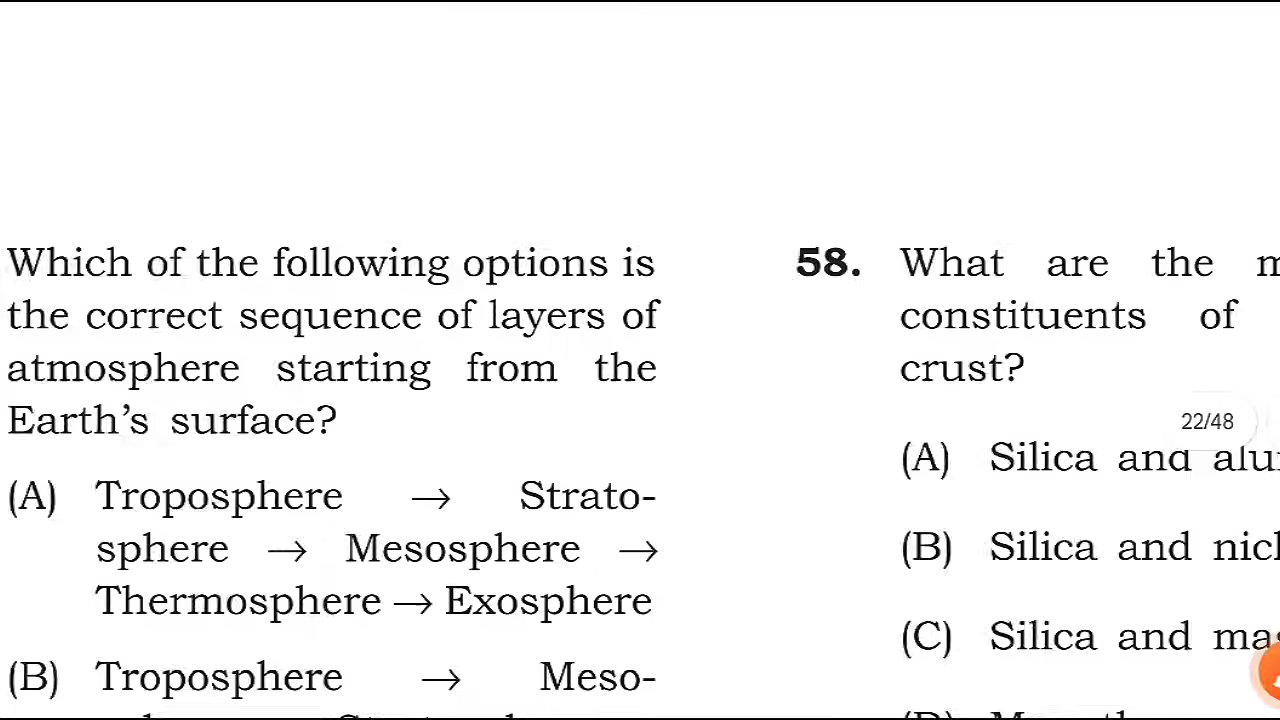 Which of the following options is
the correct sequence of layers of
atmosphere starting from the
Earth's surface?
(A) Troposphere → Strato-
sphere → Mesosphere →
Thermosphere → Exosphere
(B) Troposphere → Meso-
58. What are the
constituents of
crust?
22/48
(A) Silica and
(B) Silica and
(C) Silica and